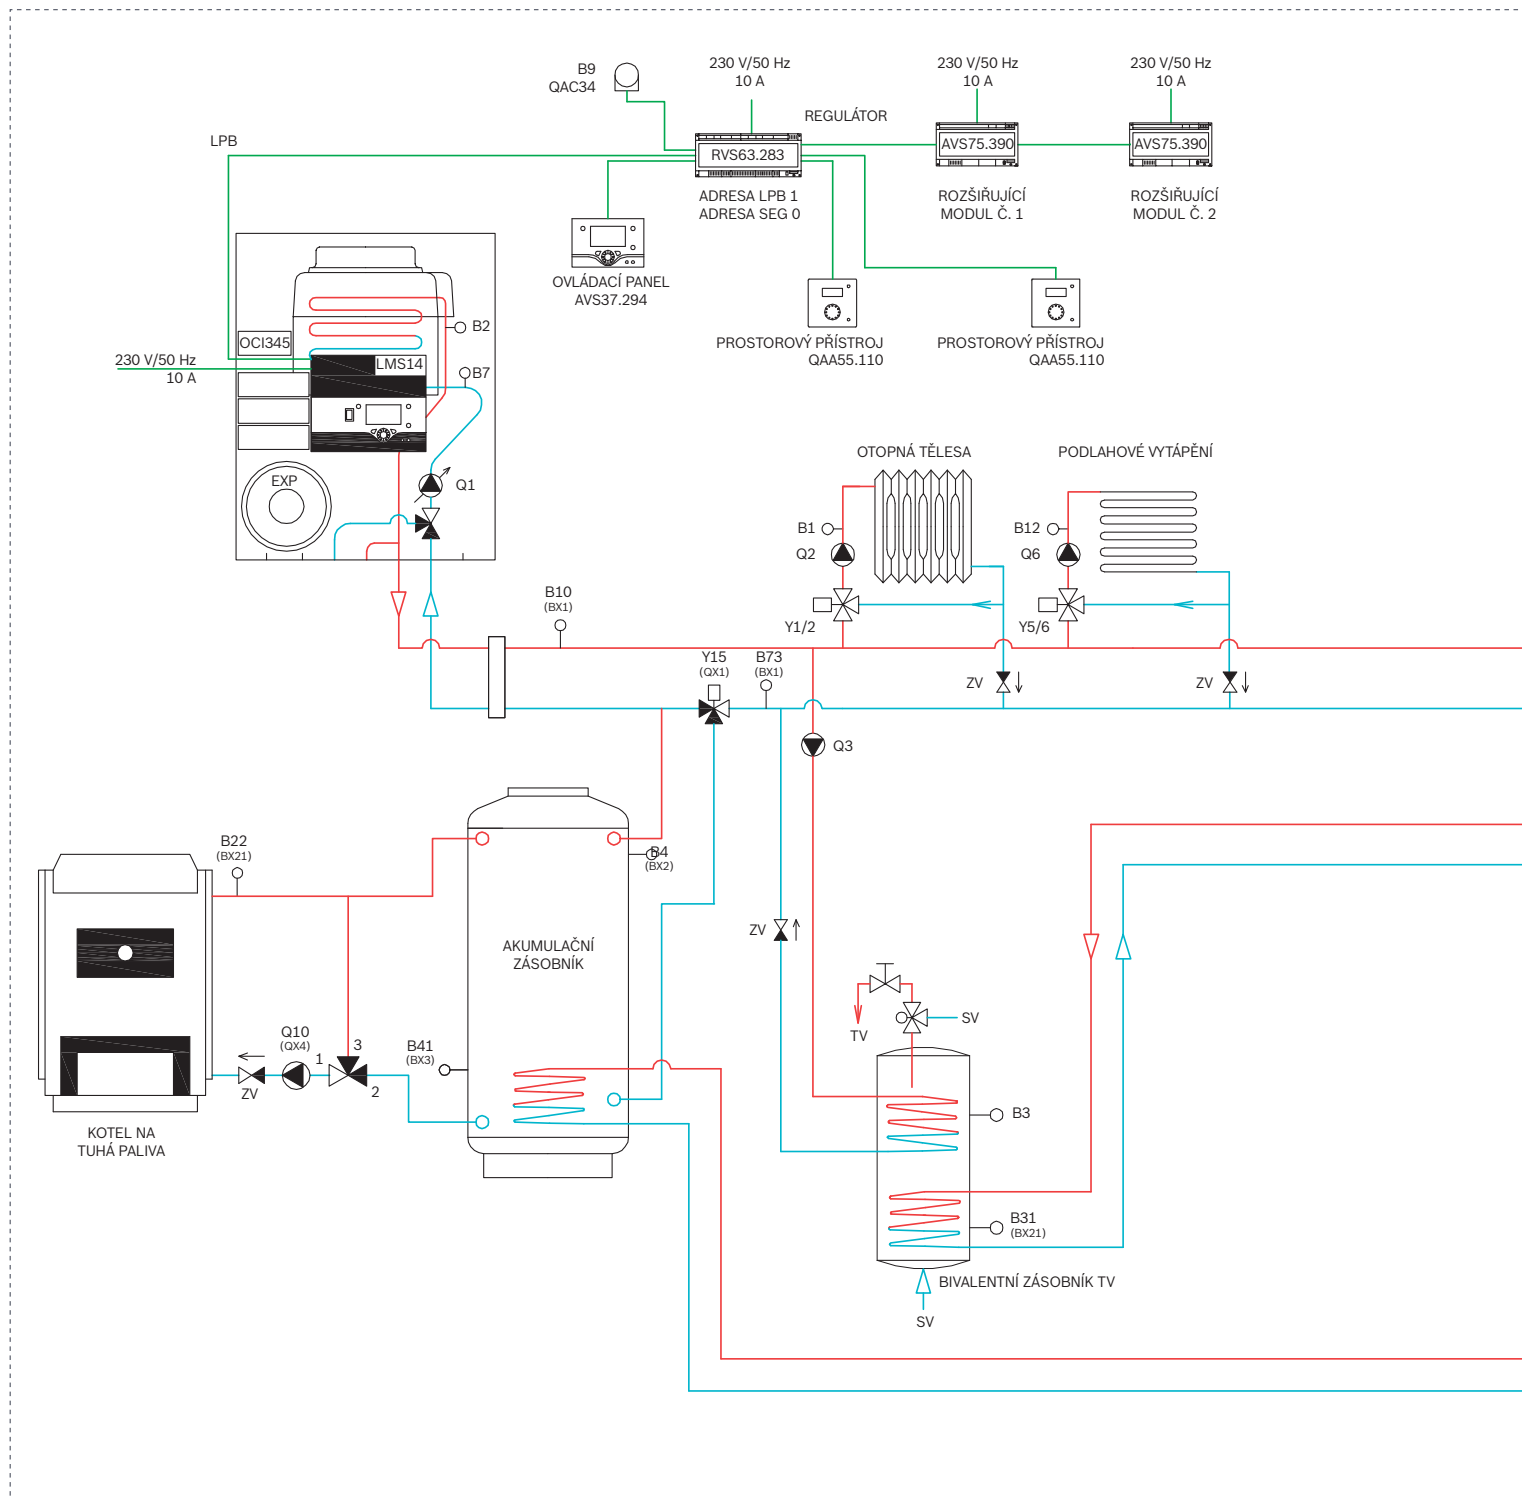 B9
QAC34
230 V/50 Hz
10 A
230 V/50 Hz
10 A
230 V/50 Hz
10 A
REGULÁTOR
LPB
RVS63.283
AVS75.390
AVS75.390
ADRESA LPB 1
ADRESA SEG 0
ROZŠIŘUJÍCÍ
MODUL Č. 1
ROZŠIŘUJÍCÍ
MODUL Č. 2
OVLÁDACÍ PANEL
AVS37.294
PROSTOROVÝ PŘÍSTROJ
QAA55.110
PROSTOROVÝ PŘÍSTROJ
QAA55.110
B2
OCI345
230 V/50 Hz
10 A
LMS14
B7
EXP
Q1
OTOPNÁ TĚLESA
PODLAHOVÉ VYTÁPĚNÍ
B1
Q2
Y1/2
B12
Q6
Y5/6
B10
(BX1)
Y15
(QX1)
B73
(BX1)
ZV
ZV
Q3
B22
(BX21)
B4
(BX2)
AKUMULAČNÍ
ZÁSOBNÍK
ZV
TV
SV
Q10
(QX4)
1
3
2
ZV
B41
(BX3)
B3
KOTEL NA
TUHÁ PALIVA
B31
(BX21)
BIVALENTNÍ ZÁSOBNÍK TV
SV